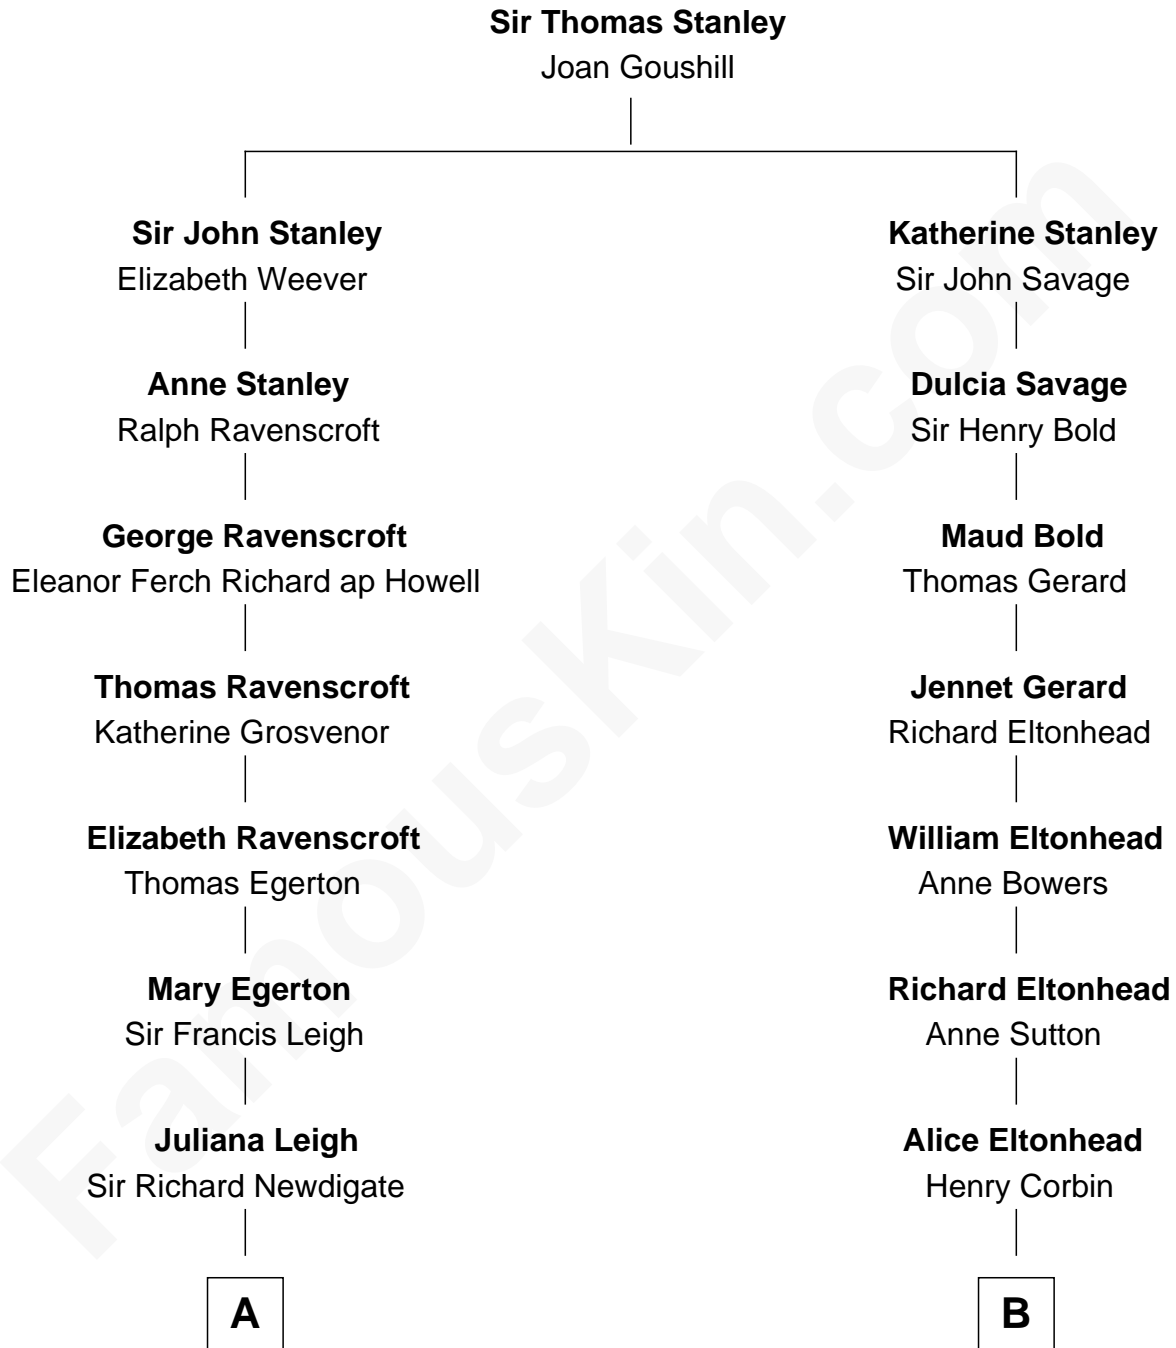 Sir Thomas Stanley
Joan Goushill
Sir John Stanley
Elizabeth Weever
Katherine Stanley
Sir John Savage
Anne Stanley
Ralph Ravenscroft
Dulcia Savage
Sir Henry Bold
George Ravenscroft
Eleanor Ferch Richard ap Howell
Maud Bold
Thomas Gerard
Thomas Ravenscroft
Katherine Grosvenor
Jennet Gerard
Richard Eltonhead
Elizabeth Ravenscroft
Thomas Egerton
William Eltonhead
Anne Bowers
Mary Egerton
Sir Francis Leigh
Richard Eltonhead
Anne Sutton
Juliana Leigh
Sir Richard Newdigate
Alice Eltonhead
Henry Corbin
A
B
FamousKin.com